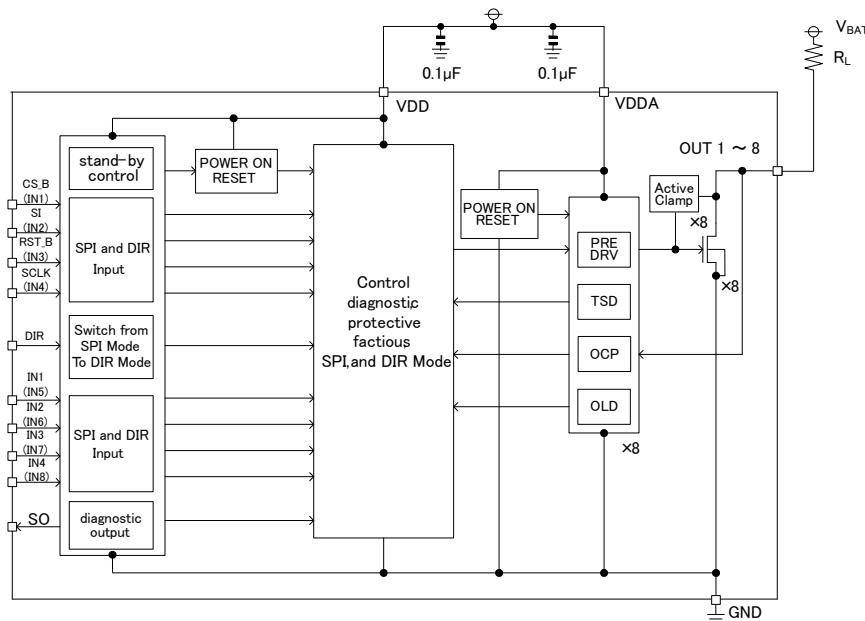 VBAT
RL
0.1μF
0.1μF
VDD
VDDA
OUT 1 ～ 8
stand-by
control
POWER ON
RESET
CS_B
(IN1)
SI
(IN2)
RST_B
(IN3)
SCLK
(IN4)
SPI and DIR
Input
DIR
Switch from
SPI Mode
To DIR Mode
IN1
(IN5)
IN2
(IN6)
IN3
(IN7)
IN4
(IN8)
SPI and DIR
Input
SO
diagnostic
output
Control
diagnostic,
protective
factious
SPI,and DIR Mode
POWER ON
RESET
PRE
DRV
TSD
OCP
OLD
×8
Active
Clamp
×8
×8
GND